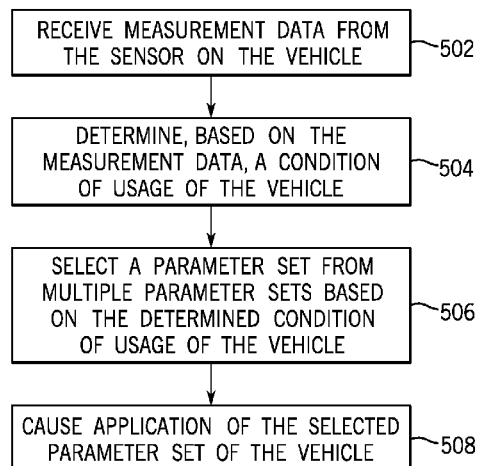 RECEIVE MEASUREMENT DATA FROM
THE SENSOR ON THE VEHICLE
502
DETERMINE, BASED ON THE
MEASUREMENT DATA, A CONDITION
OF USAGE OF THE VEHICLE
504
SELECT A PARAMETER SET FROM
MULTIPLE PARAMETER SETS BASED
ON THE DETERMINED CONDITION
OF USAGE OF THE VEHICLE
506
CAUSE APPLICATION OF THE SELECTED
PARAMETER SET OF THE VEHICLE
508